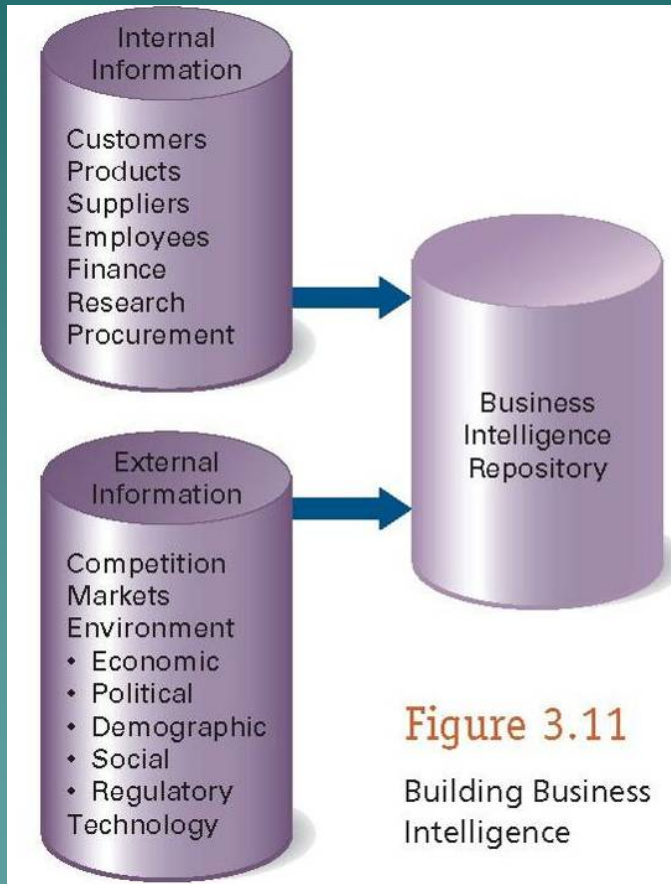 Internal
Information
Customers
Products
Suppliers
Employees
Finance
Research
Procurement
External
Information
Competition
Markets
Environment
• Economic
• Political
• Demographic
• Social
• Regulatory
Technology
Business
Intelligence
Repository
Figure 3.11
Building Business
Intelligence